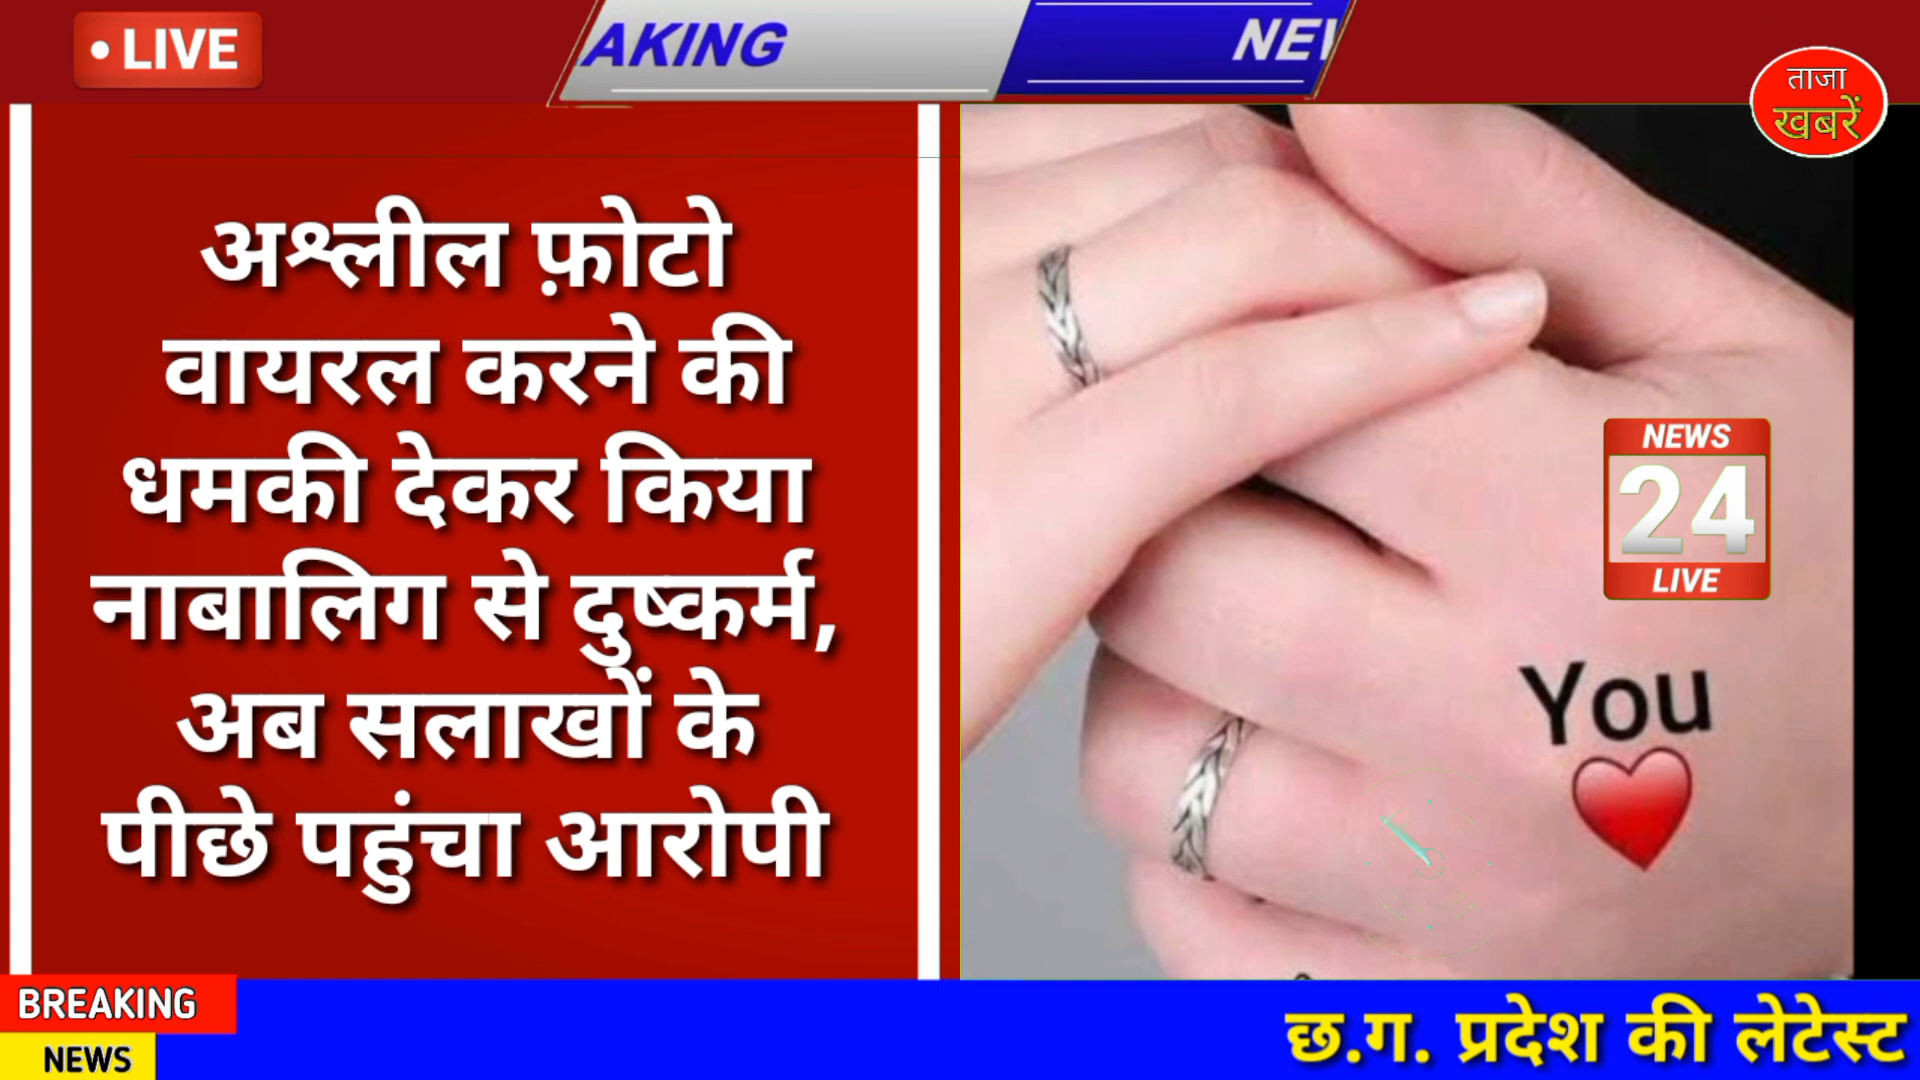 • LIVE
AKING
NEW
ताजा
खबरें
अश्लील फ़ोटो
वायरल करने की
धमकी देकर किया
नाबालिग से दुष्कर्म,
अब सलाखों के
पीछे पहुंचा आरोपी
NEWS
24
LIVE
You
BREAKING
NEWS
छ.ग. प्रदेश की लेटेस्ट